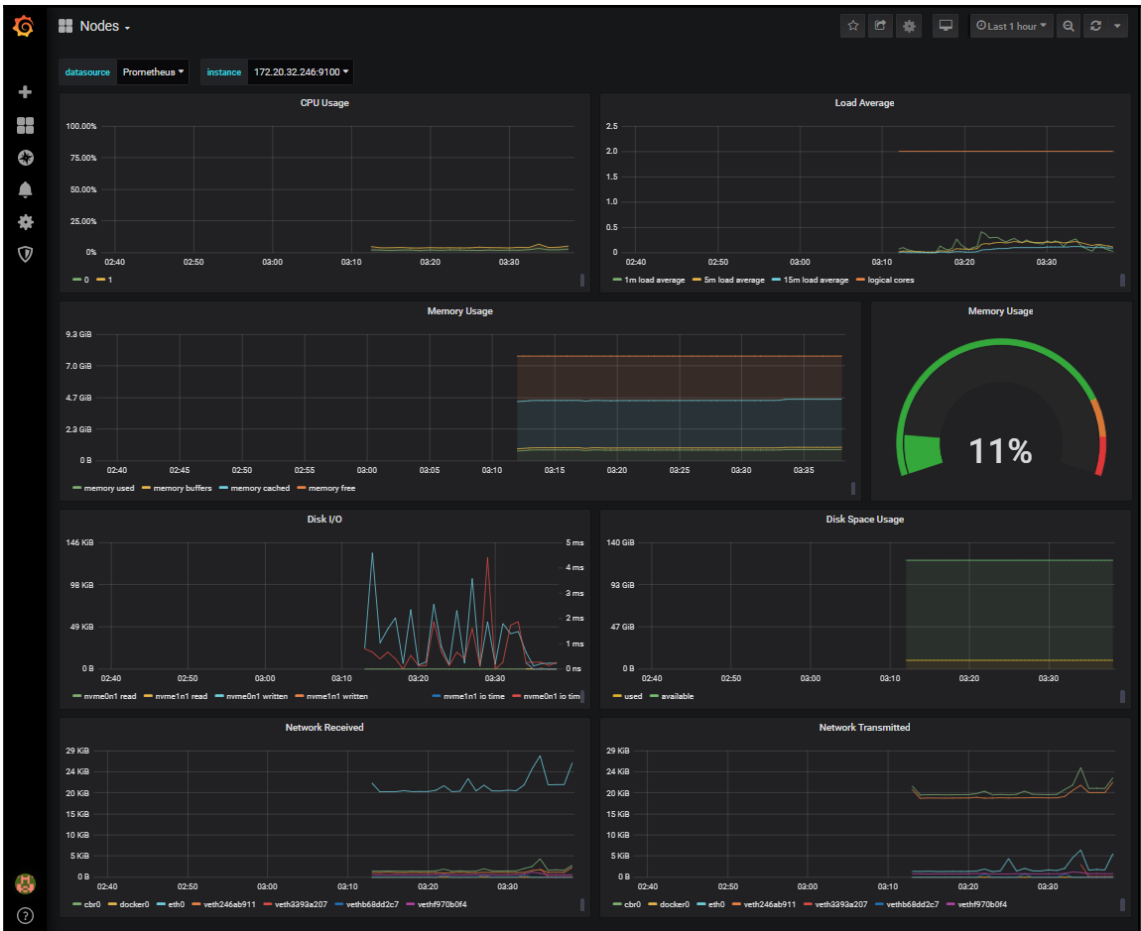 Nodes
Last 1 hour
datasource Prometheus instance 172.20.32.246:9100
CPU Usage
100.00%
75.00%
50.00%
25.00%
0%
02:40 02:50 03:00 03:10 03:20 03:30
0 1
Load Average
2.5
2.0
1.5
1.0
0.5
0
02:40 02:50 03:00 03:10 03:20 03:30
1m load average 5m load average 15m load average logical cores
Memory Usage
9.3 GiB
7.0 GiB
4.7 GiB
2.3 GiB
0 B
02:40 02:45 02:50 02:55 03:00 03:05 03:10 03:15 03:20 03:25 03:30 03:35
memory used memory buffers memory cached memory free
Memory Usage
11%
Disk I/O
146 KiB
98 KiB
49 KiB
0 B
5 ms
4 ms
3 ms
2 ms
1 ms
0 ns
02:40 02:50 03:00 03:10 03:20 03:30
nvme0n1 read nvme1n1 read nvme0n1 written nvme1n1 written nvme1n1 io time nvme0n1 io tim
Disk Space Usage
140 GiB
93 GiB
47 GiB
0 B
02:40 02:50 03:00 03:10 03:20 03:30
used available
Network Received
29 KiB
24 KiB
20 KiB
15 KiB
10 KiB
5 KiB
0 B
02:40 02:50 03:00 03:10 03:20 03:30
cbr0 docker0 eth0 veth246ab911 veth3393a207 vethb68dd2c7 vethf970b0f4
Network Transmitted
29 KiB
24 KiB
20 KiB
15 KiB
10 KiB
5 KiB
0 B
02:40 02:50 03:00 03:10 03:20 03:30
cbr0 docker0 eth0 veth246ab911 veth3393a207 vethb68dd2c7 vethf970b0f4